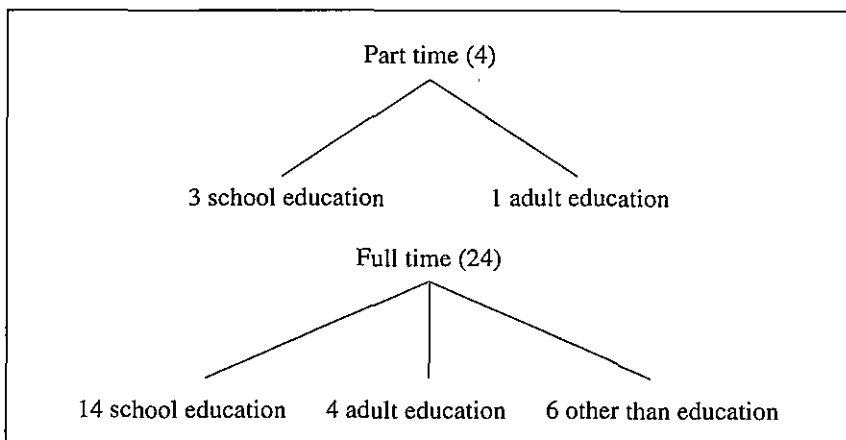 Part time (4)
3 school education 1 adult education
Full time (24)
14 school education 4 adult education 6 other than education